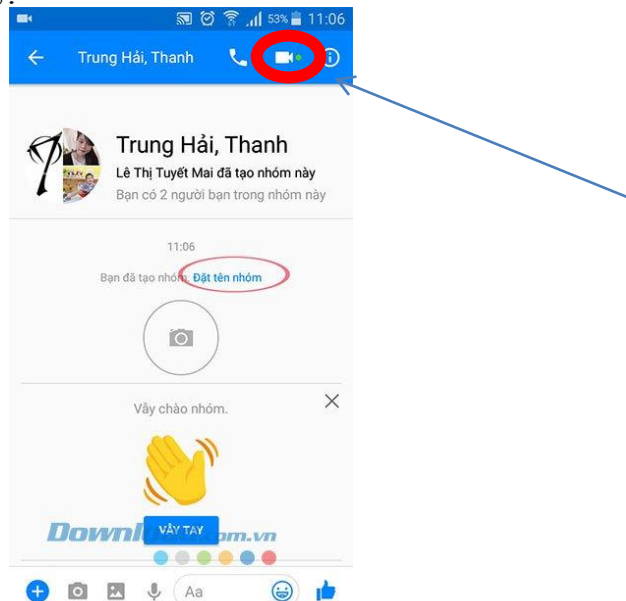 ).
53% 11:06
Trung Hải, Thanh
Trung Hải, Thanh
Lê Thị Tuyết Mai đã tạo nhóm này
Bạn có 2 người bạn trong nhóm này
11:06
Bạn đã tạo nhóm. Đặt tên nhóm
Vẫy chào nhóm.
VẪY TAY
.com.vn
Aa